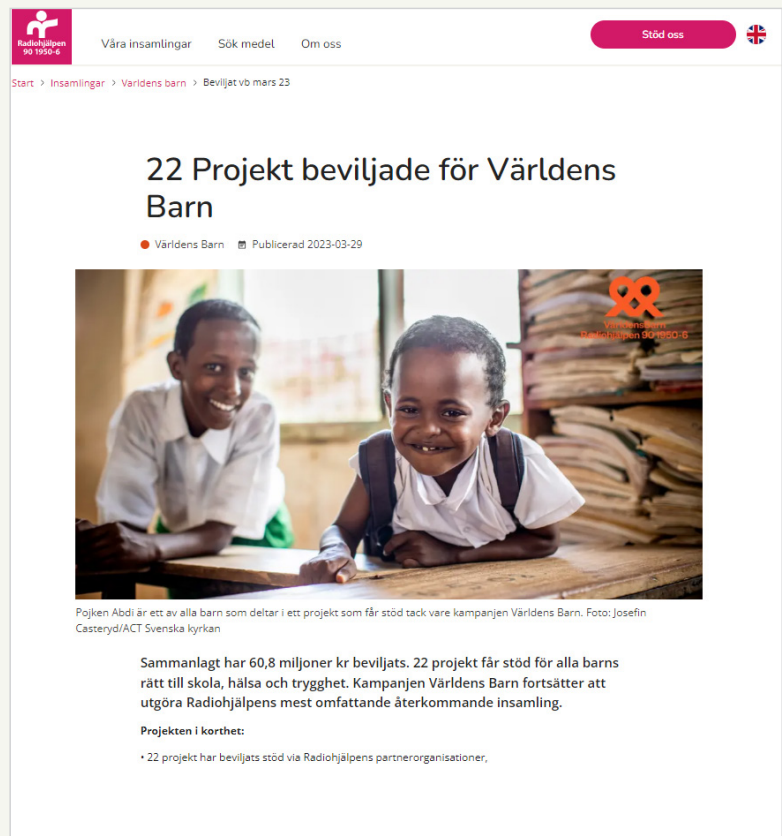 Radiohjälpen
90 1950-6
Våra insamlingar
Sök medel
Om oss
Stöd oss
Start > Insamlingar > Världens barn > Beviljat vb mars 23
22 Projekt beviljade för Världens
Barn
Världens Barn
Publicerad 2023-03-29
VärldensBarn
Radiohjälpen 90 1950-6
Pojken Abdi är ett av alla barn som deltar i ett projekt som får stöd tack vare kampanjen Världens Barn. Foto: Josefin
Casteryd/ACT Svenska kyrkan
Sammanlagt har 60,8 miljoner kr beviljats. 22 projekt får stöd för alla barns
rätt till skola, hälsa och trygghet. Kampanjen Världens Barn fortsätter att
utgöra Radiohjälpens mest omfattande återkommande insamling.
Projekten i korthet:
• 22 projekt har beviljats stöd via Radiohjälpens partnerorganisationer,